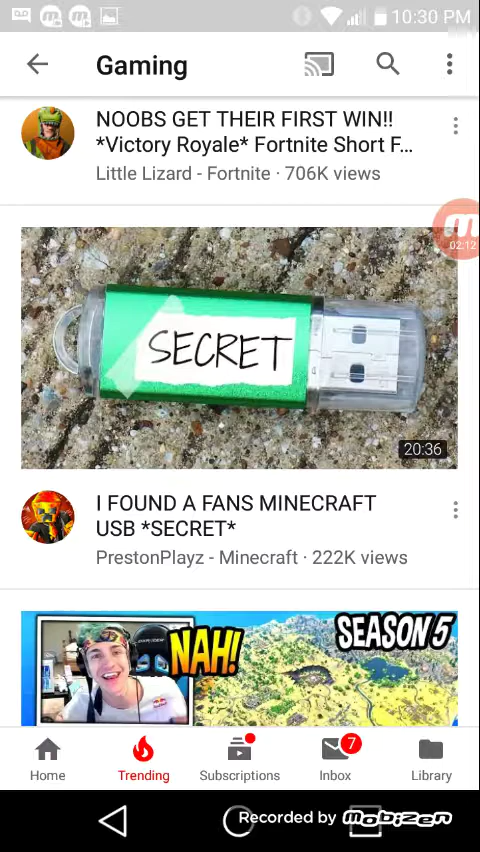 10:30 PM
Gaming
NOOBS GET THEIR FIRST WIN!!
*Victory Royale* Fortnite Short F...
Little Lizard - Fortnite · 706K views
02:12
SECRET
20:36
I FOUND A FANS MINECRAFT
USB *SECRET*
PrestonPlayz - Minecraft · 222K views
NAH!
SEASON 5
7
Home
Trending
Subscriptions
Inbox
Library
Recorded by mobizen